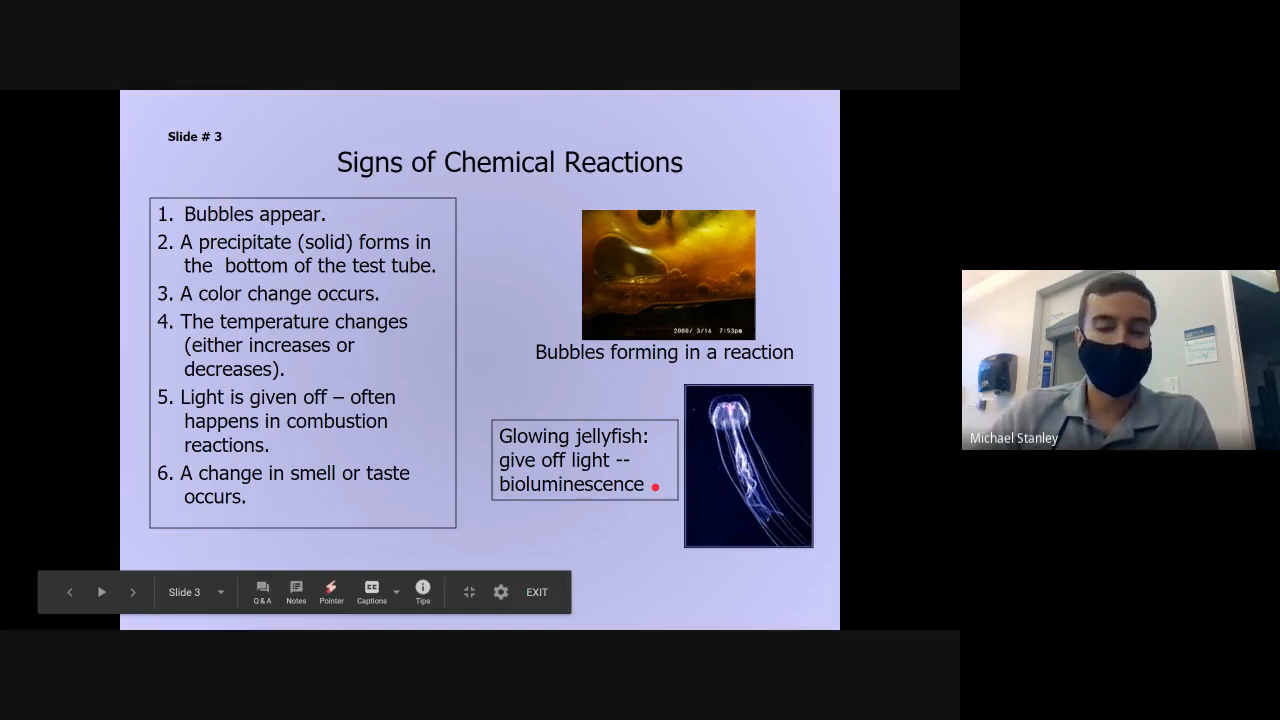 Slide # 3
Signs of Chemical Reactions
1. Bubbles appear.
2. A precipitate (solid) forms in
the bottom of the test tube.
3. A color change occurs.
4. The temperature changes
(either increases or
decreases).
5. Light is given off – often
happens in combustion
reactions.
6. A change in smell or taste
occurs.
2000/ 3/16 7:53pm
Bubbles forming in a reaction
Glowing jellyfish:
give off light --
bioluminescence
Slide 3
Q & A
Notes
Pointer
CC
Captions
Tips
EXIT
Michael Stanley